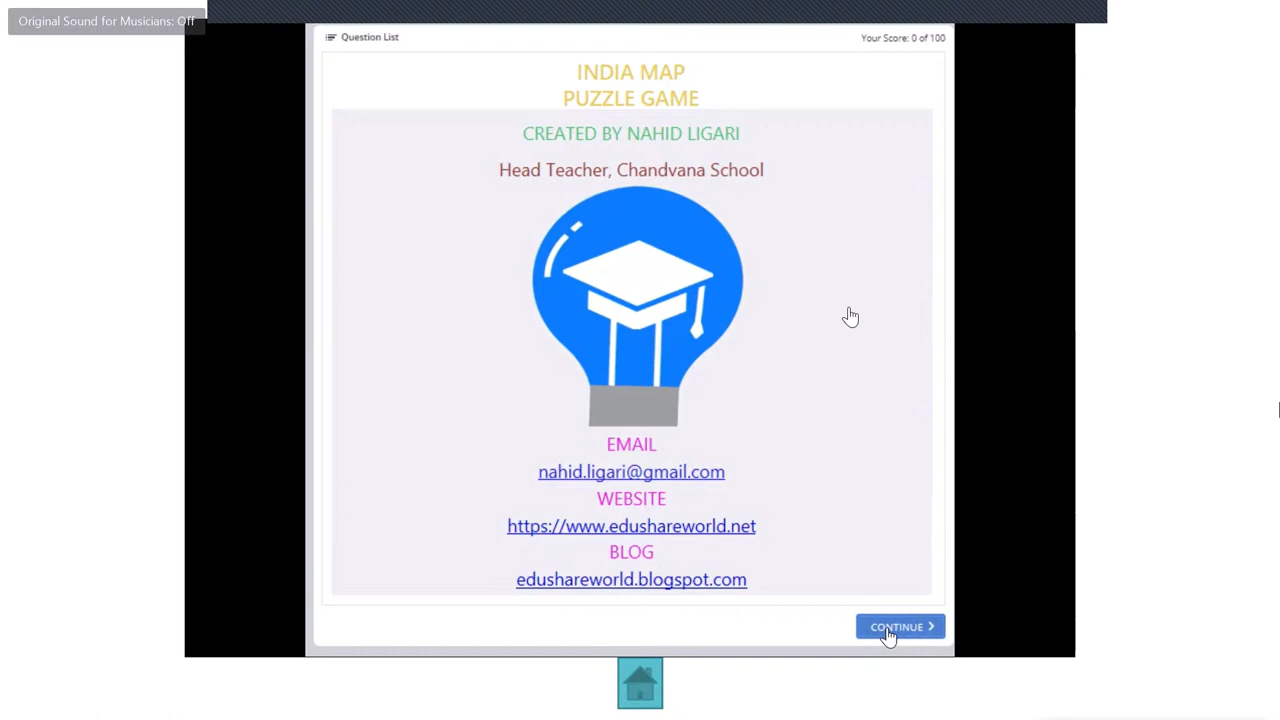 Original Sound for Musicians: Off
Question List
Your Score: 0 of 100
INDIA MAP
PUZZLE GAME
CREATED BY NAHID LIGARI
Head Teacher, Chandvana School
EMAIL
nahid.ligari@gmail.com
WEBSITE
https://www.edushareworld.net
BLOG
edushareworld.blogspot.com
CONTINUE